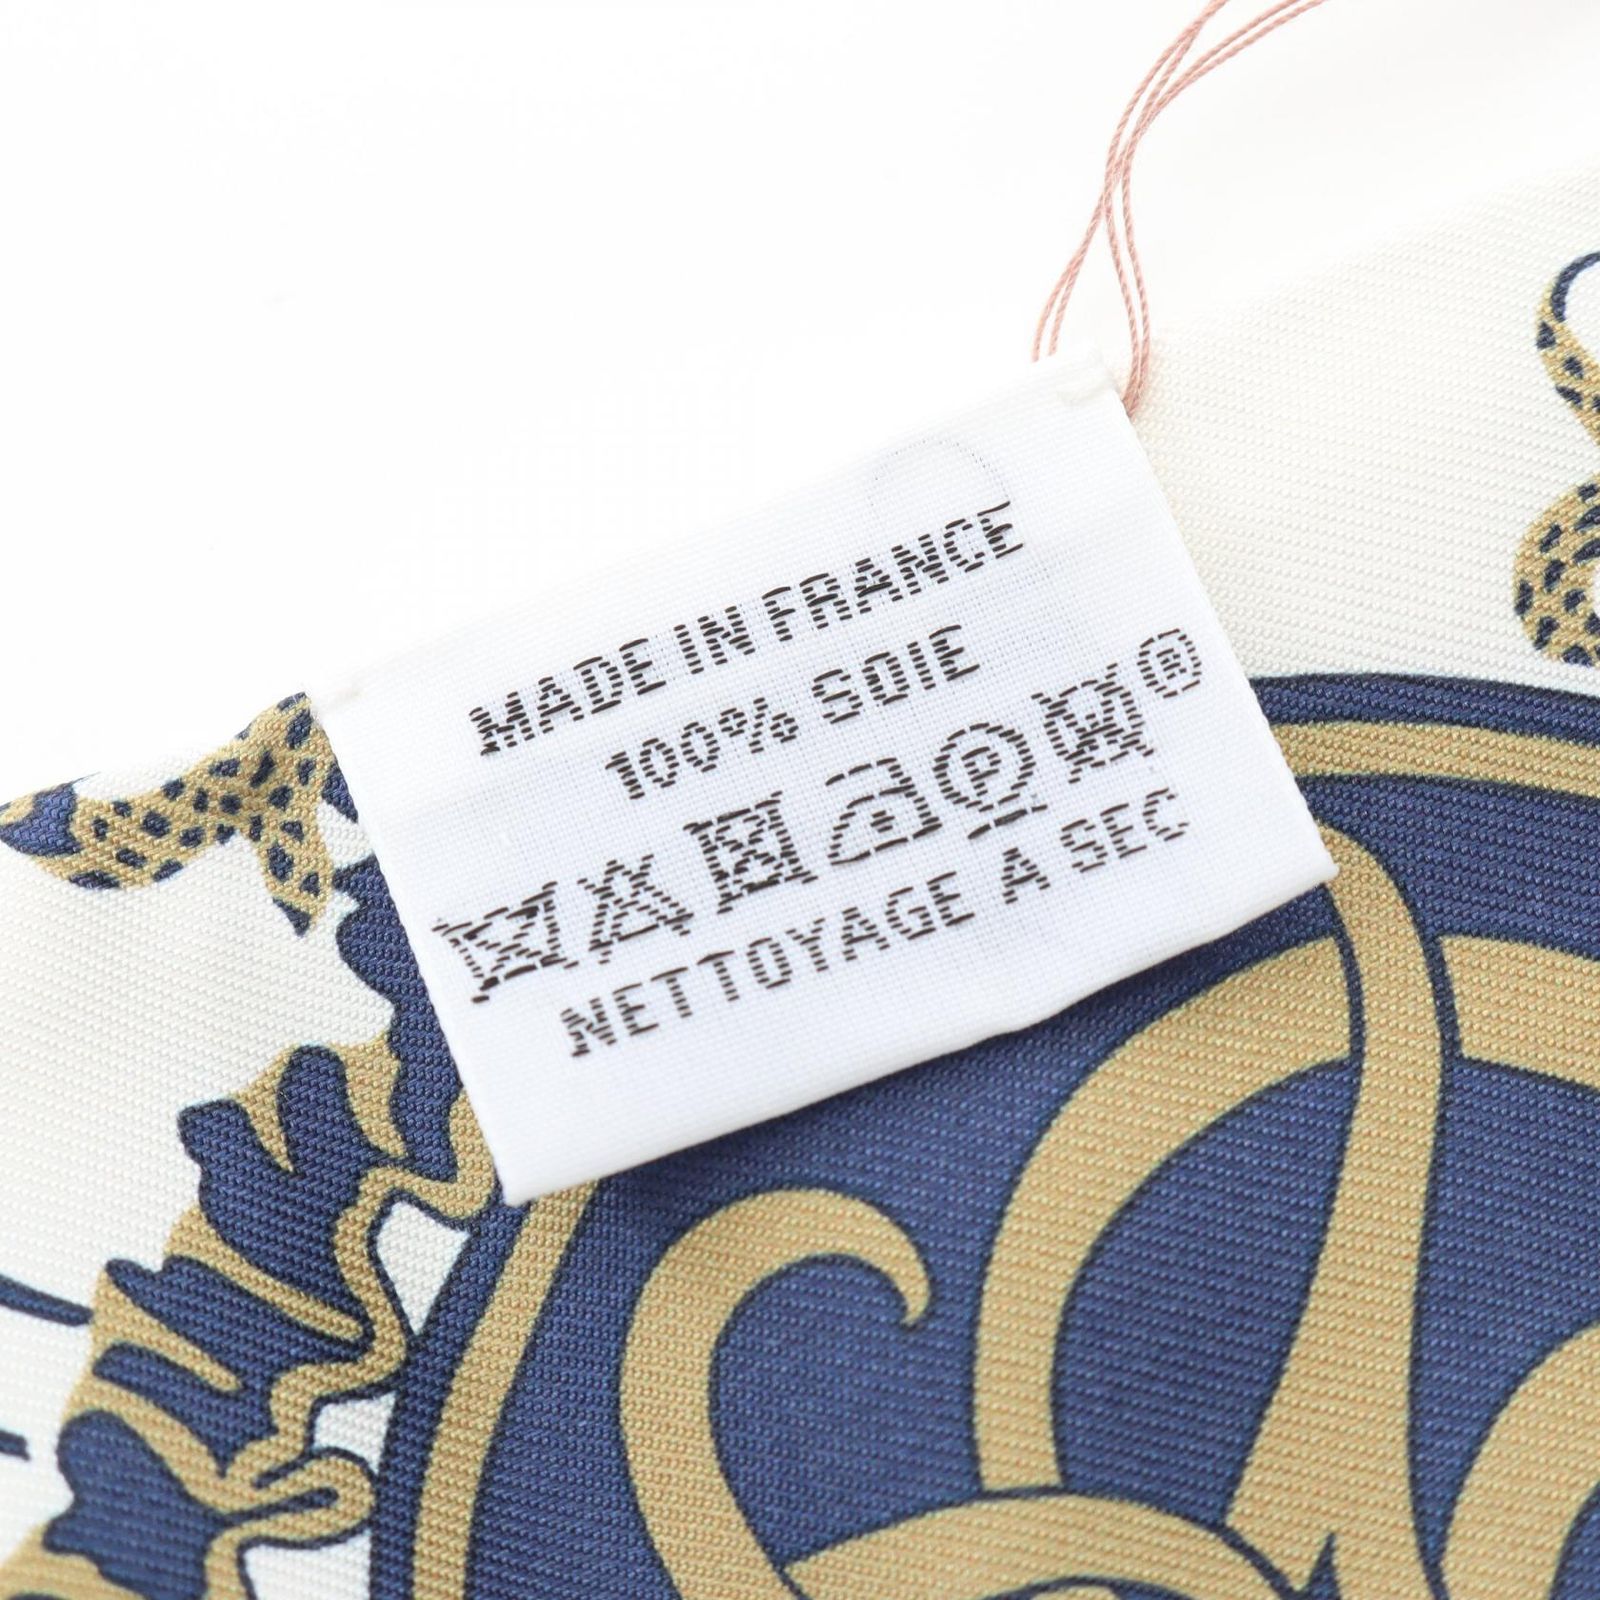 MADE IN FRANCE
100% SOIE
P ®
NETTOYAGE A SEC